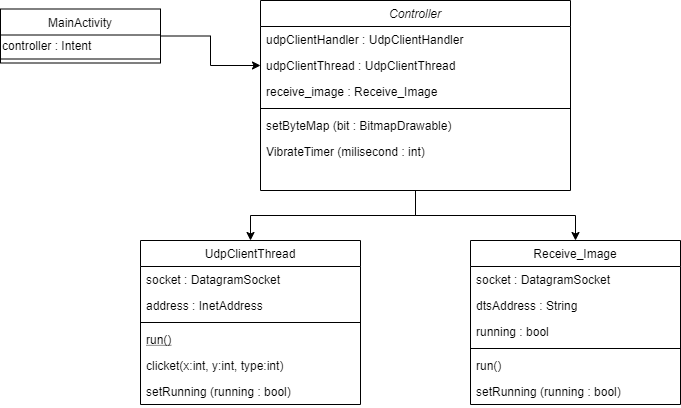 MainActivity
controller : Intent
Controller
udpClientHandler : UdpClientHandler
udpClientThread : UdpClientThread
receive_image : Receive_Image
setByteMap (bit : BitmapDrawable)
VibrateTimer (milisecond : int)
UdpClientThread
socket : DatagramSocket
address : InetAddress
run()
clicket(x:int, y:int, type:int)
setRunning (running : bool)
Receive_Image
socket : DatagramSocket
dtsAddress : String
running : bool
run()
setRunning (running : bool)